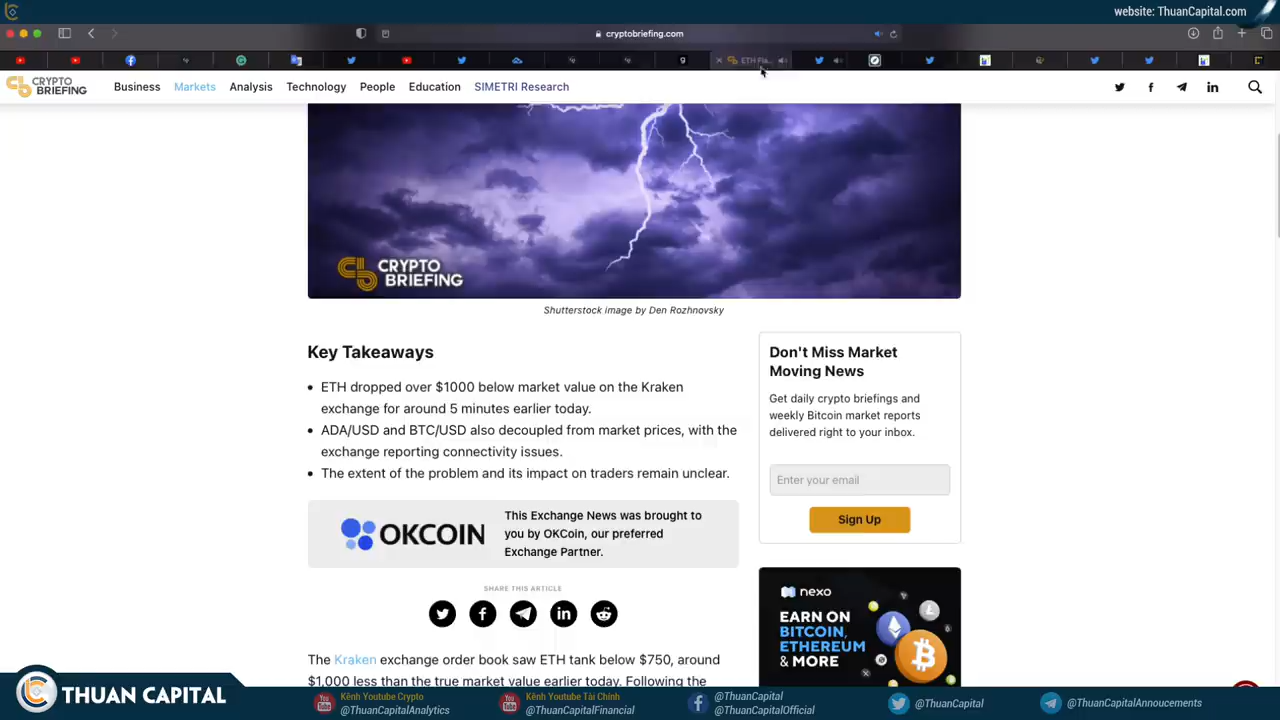 website: ThuanCapital.com
cryptobriefing.com
ETH Fla...
CRYPTO
BRIEFING
Business
Markets
Analysis
Technology
People
Education
SIMETRI Research
CRYPTO
BRIEFING
Shutterstock image by Den Rozhnovsky
Key Takeaways
• ETH dropped over $1000 below market value on the Kraken
exchange for around 5 minutes earlier today.
• ADA/USD and BTC/USD also decoupled from market prices, with the
exchange reporting connectivity issues.
• The extent of the problem and its impact on traders remain unclear.
OKCOIN
This Exchange News was brought to
you by OKCoin, our preferred
Exchange Partner.
SHARE THIS ARTICLE
The Kraken exchange order book saw ETH tank below $750, around
$1,000 less than the true market value earlier today. Following the
Don't Miss Market
Moving News
Get daily crypto briefings and
weekly Bitcoin market reports
delivered right to your inbox.
Enter your email
Sign Up
nexo
EARN ON
BITCOIN,
ETHEREUM
& MORE
THUAN CAPITAL
Kênh Youtube Crypto
@ThuanCapitalAnalytics
Kênh Youtube Tài Chính
@ThuanCapitalFinancial
@ThuanCapital
@ThuanCapitalOfficial
@ThuanCapital
@ThuanCapitalAnnoucements